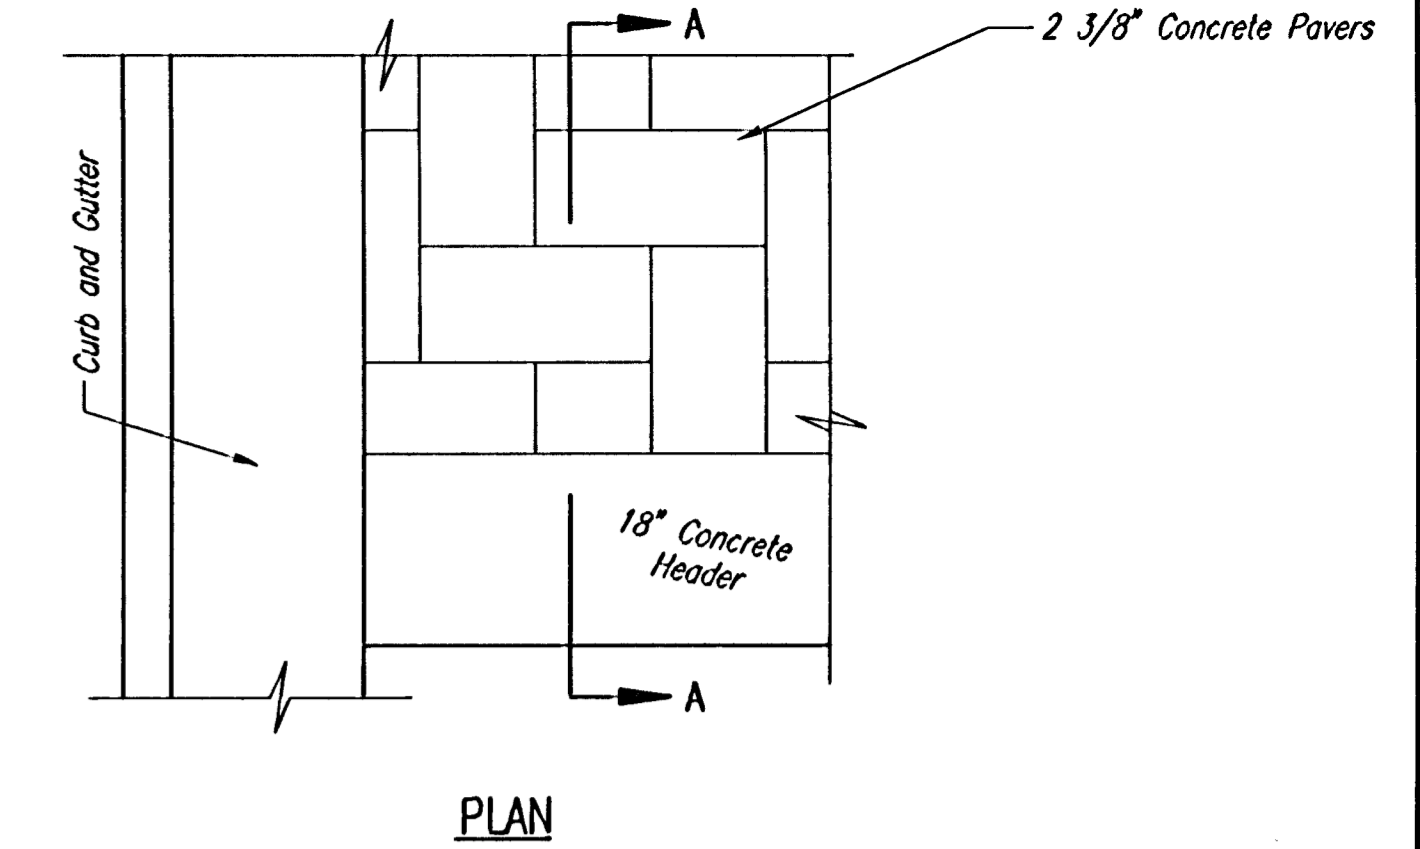 A
2 3/8" Concrete Pavers
Curb and Gutter
18" Concrete
Header
A
PLAN